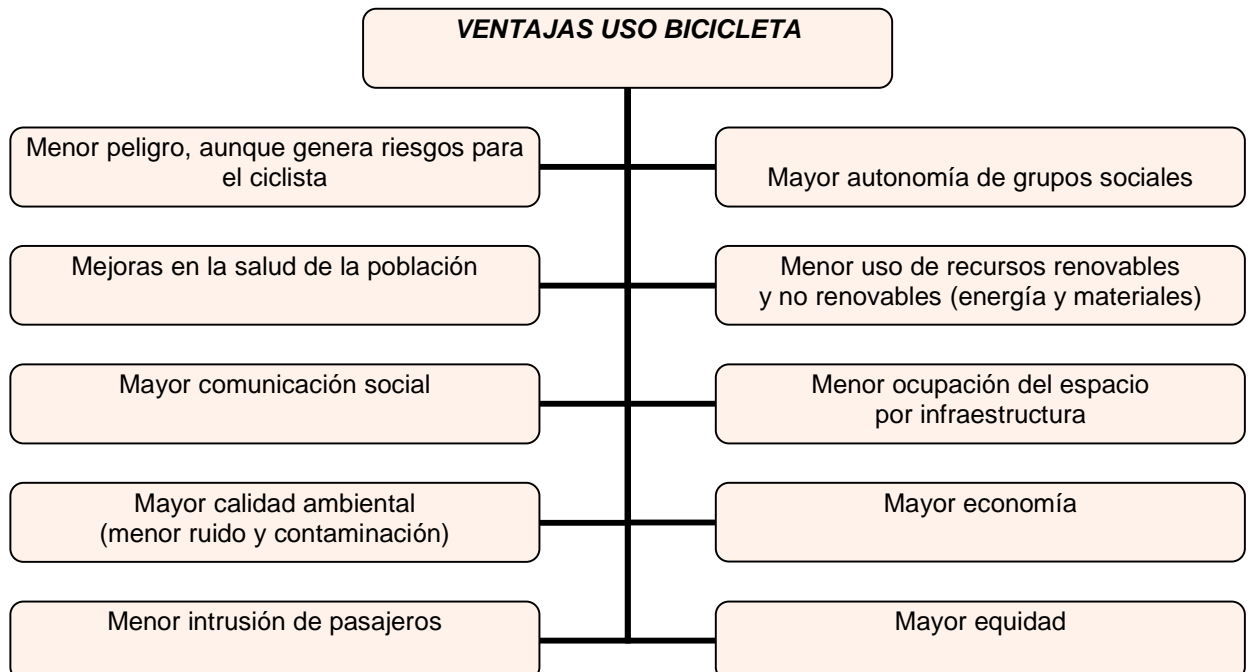 VENTAJAS USO BICICLETA
Menor peligro, aunque genera riesgos para
el ciclista
Mayor autonomía de grupos sociales
Mejoras en la salud de la población
Menor uso de recursos renovables
y no renovables (energía y materiales)
Mayor comunicación social
Menor ocupación del espacio
por infraestructura
Mayor calidad ambiental
(menor ruido y contaminación)
Mayor economía
Menor intrusión de pasajeros
Mayor equidad